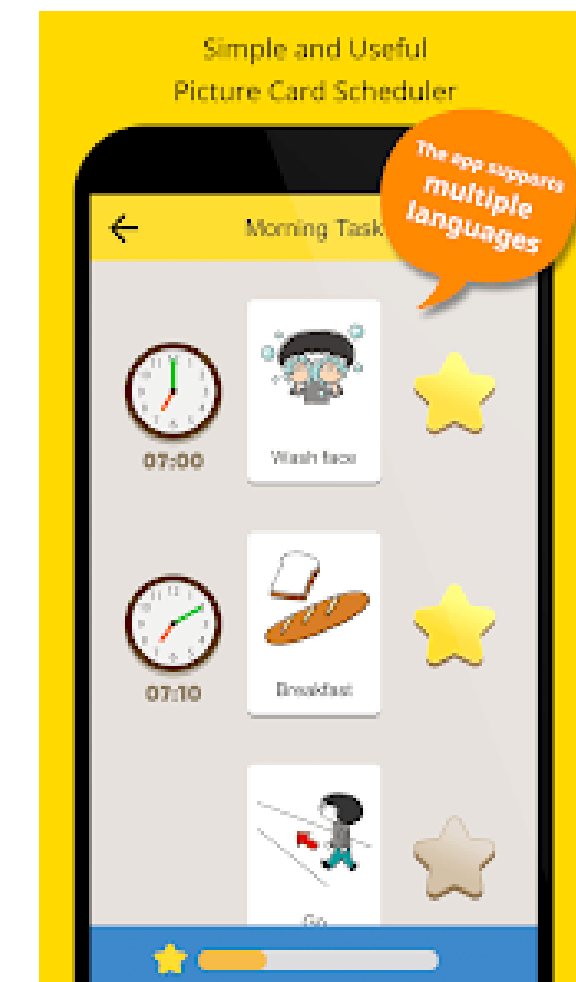 Simple and Useful
Picture Card Scheduler
The app supports
multiple
languages
Morning Task
07:00
Wash face
07:10
Breakfast
Go